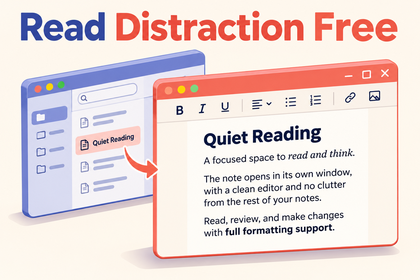 Read Distraction Free
Quiet Reading
B I U
Quiet Reading
A focused space to read and think.
The note opens in its own window,
with a clean editor and no clutter
from the rest of your notes.
Read, review, and make changes
with full formatting support.